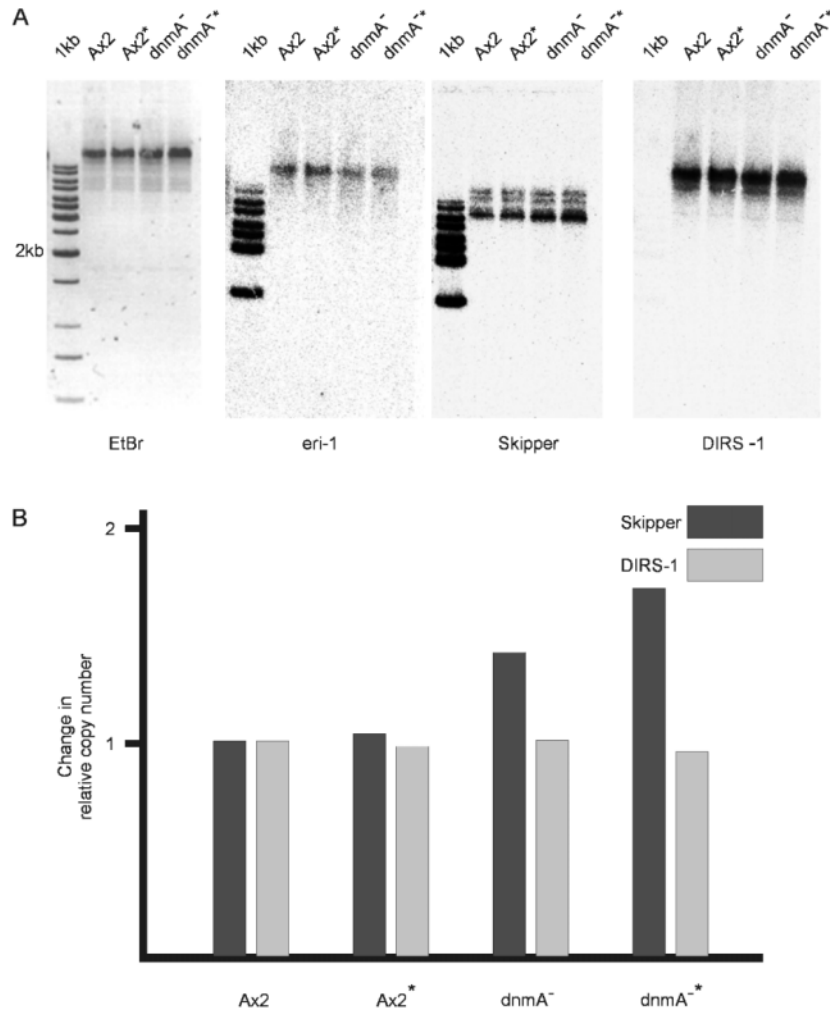 A
1kb Ax2 Ax2* dnmA⁻ dnmA⁻*
1kb Ax2 Ax2* dnmA⁻ dnmA⁻*
1kb Ax2 Ax2* dnmA⁻ dnmA⁻*
1kb Ax2 Ax2* dnmA⁻ dnmA⁻*
2kb
EtBr
eri-1
Skipper
DIRS -1
B
2
1
Change in
relative copy number
Skipper
DIRS-1
Ax2
Ax2*
dnmA⁻
dnmA⁻*